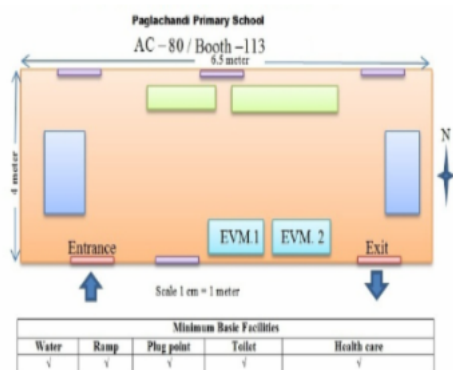 Paglachandi Primary School
AC – 80 / Booth –113
6.5 meter
N
4 meter
EVM.1 EVM. 2
Entrance Exit
Scale 1 cm = 1 meter
Minimum Basic Facilities
Water Ramp Plug point Toilet Health care
√ √ √ √ √